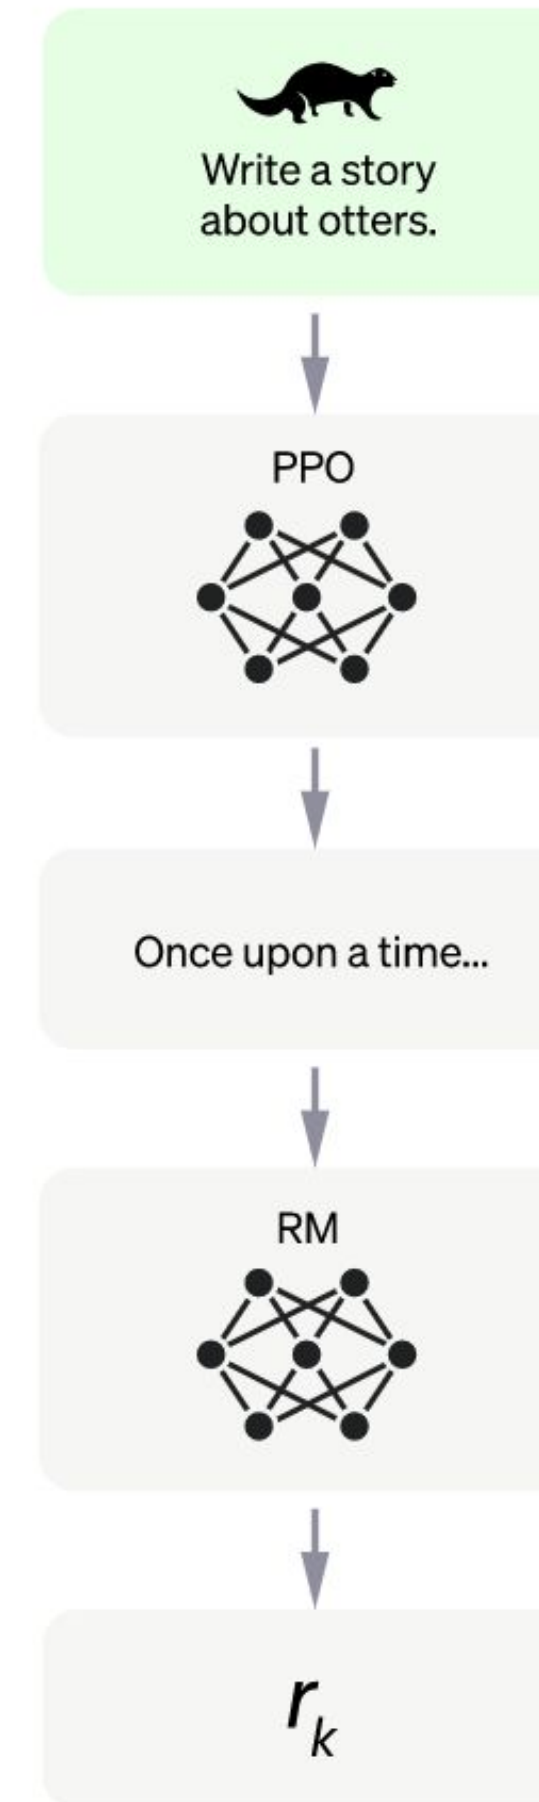 Write a story
about otters.
PPO
Once upon a time...
RM
r_k